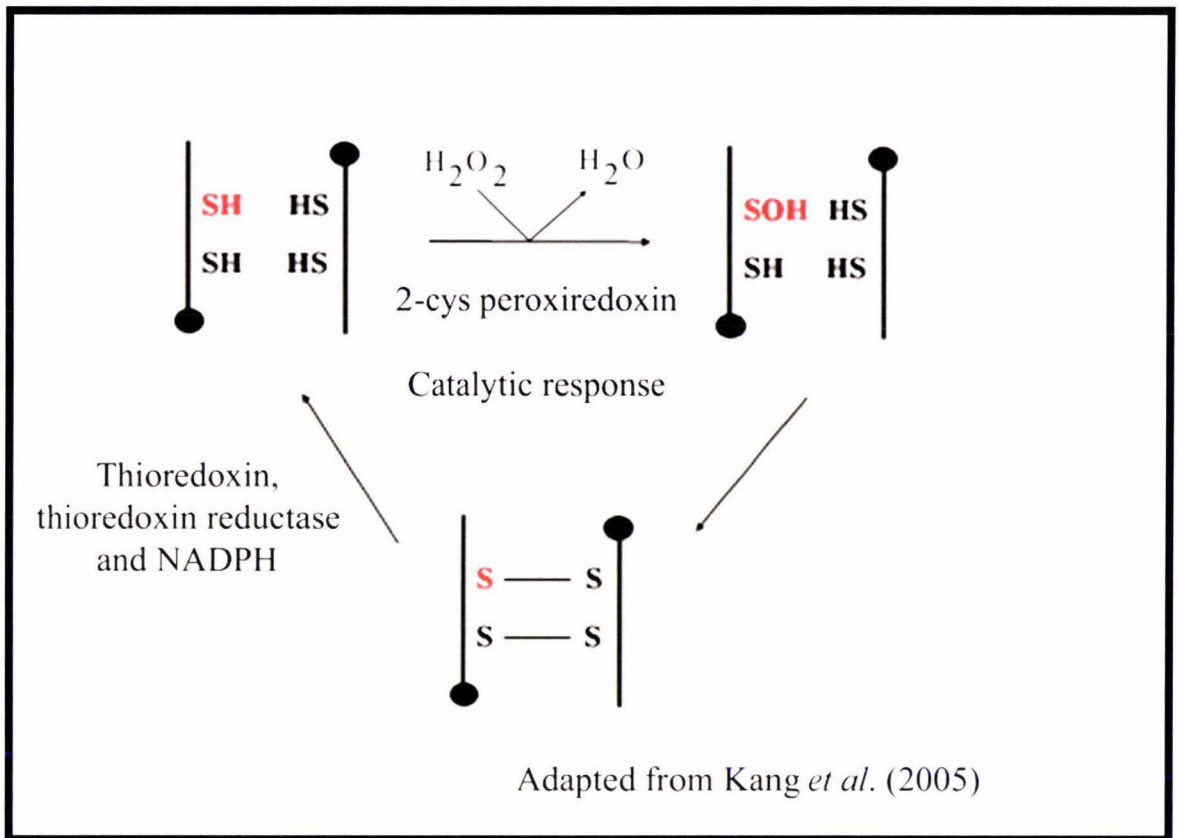 H2O2 H2O
SH HS SOH HS
SH HS SH HS
2-cys peroxiredoxin
Catalytic response
Thioredoxin,
thioredoxin reductase
and NADPH
S S
S S
Adapted from Kang et al. (2005)